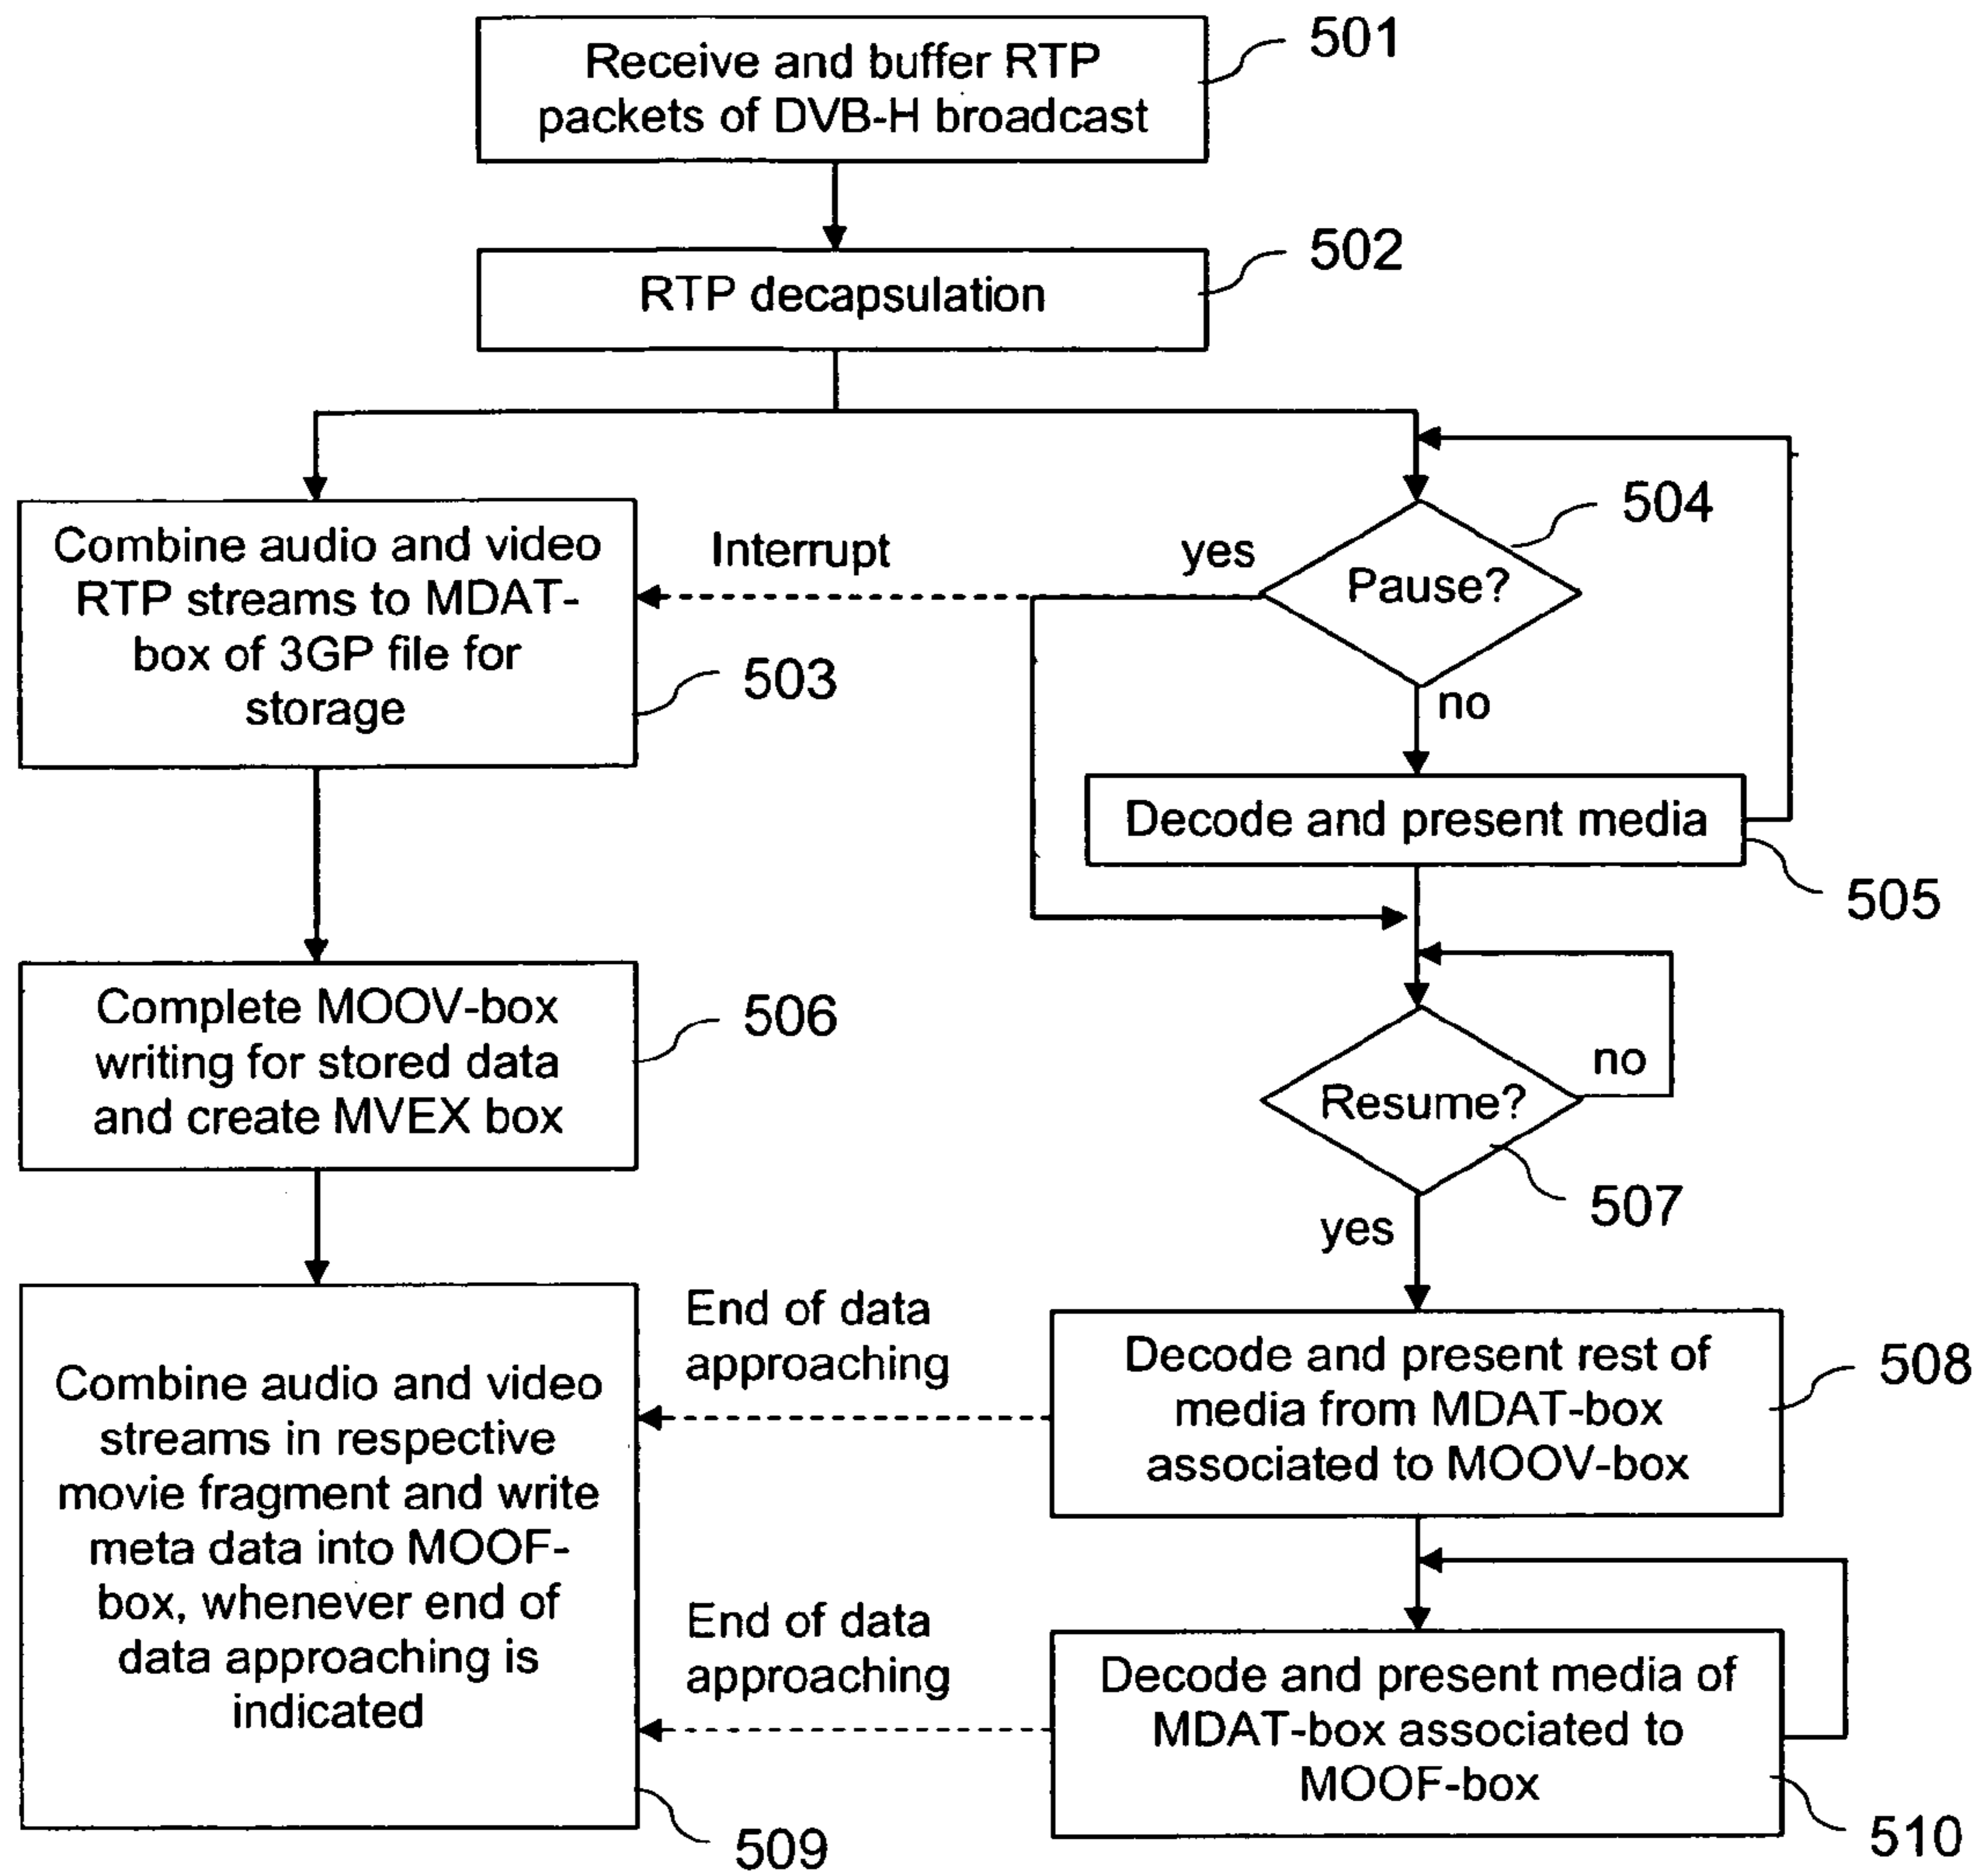 Receive and buffer RTP
packets of DVB-H broadcast
501
RTP decapsulation
502
Combine audio and video
RTP streams to MDAT-
box of 3GP file for
storage
503
Interrupt
yes
Pause?
504
no
Decode and present media
505
Complete MOOV-box
writing for stored data
and create MVEX box
506
Resume?
no
507
yes
End of data
approaching
Decode and present rest of
media from MDAT-box
associated to MOOV-box
508
Combine audio and video
streams in respective
movie fragment and write
meta data into MOOF-
box, whenever end of
data approaching is
indicated
509
End of data
approaching
Decode and present media of
MDAT-box associated to
MOOF-box
510